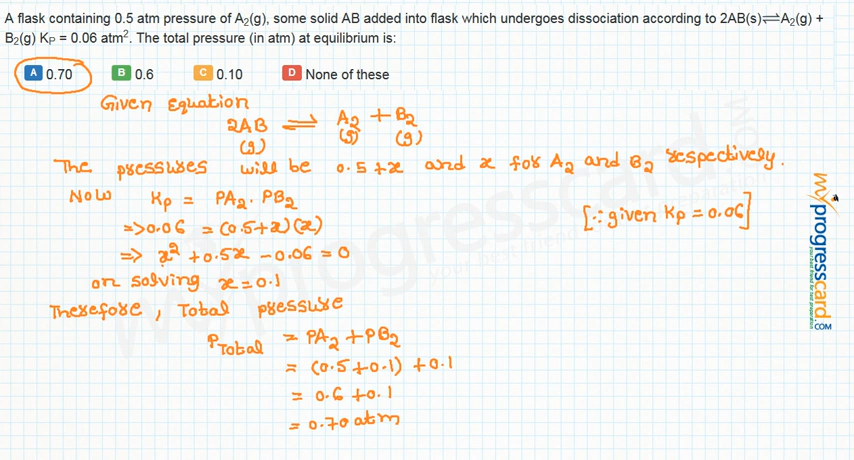 A flask containing 0.5 atm pressure of A₂(g), some solid AB added into flask which undergoes dissociation according to 2AB(s)⇌A₂(g) +
B₂(g) Kₚ = 0.06 atm². The total pressure (in atm) at equilibrium is:
A 0.70 B 0.6 C 0.10 D None of these
Given Equation
2AB ⇌ A₂ + B₂
(g) (g) (g)
The pressures will be 0.5+x and x for A₂ and B₂ respectively.
Now Kp = PA₂. PB₂
=>0.06 = (0.5+x)(x) [∵ given Kp = 0.06]
=> x² + 0.5x - 0.06 = 0
on solving x = 0.1
Therefore, Total pressure
PTotal = PA₂ + PB₂
= (0.5+0.1) + 0.1
= 0.6 + 0.1
= 0.70 atm
myprogresscard.COM